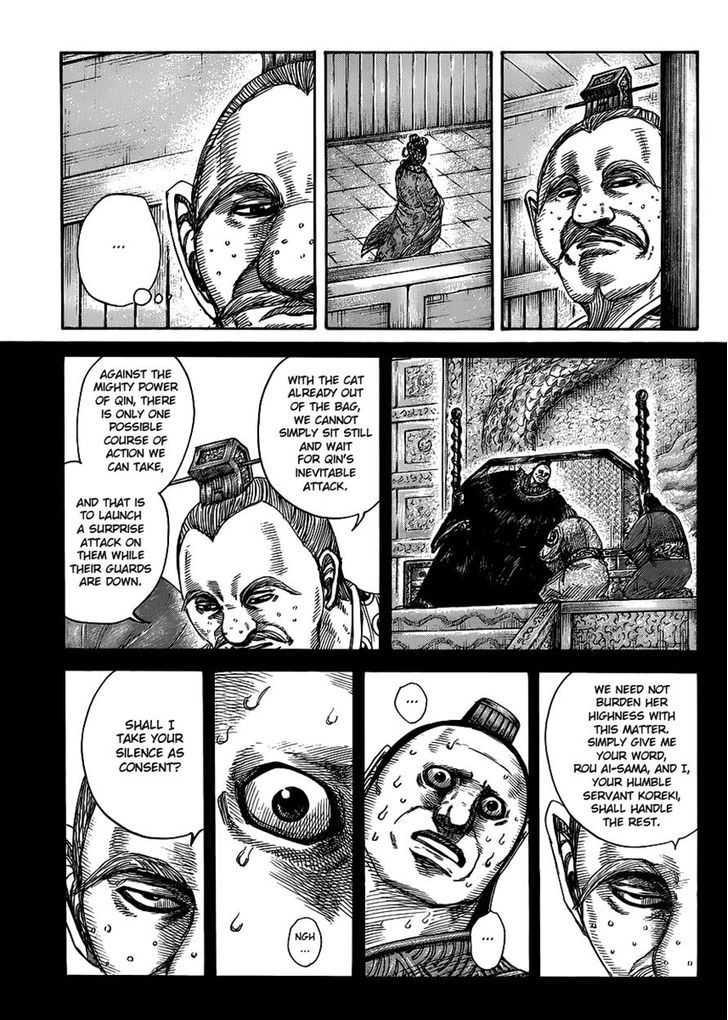 ...
WITH THE CAT
ALREADY OUT
OF THE BAG,
WE CANNOT
SIMPLY SIT STILL
AND WAIT
FOR QIN'S
INEVITABLE
ATTACK.
AGAINST THE
MIGHTY POWER
OF QIN, THERE
IS ONLY ONE
POSSIBLE
COURSE OF
ACTION WE
CAN TAKE,
AND THAT IS
TO LAUNCH
A SURPRISE
ATTACK ON
THEM WHILE
THEIR GUARDS
ARE DOWN.
WE NEED NOT
BURDEN HER
HIGHNESS WITH
THIS MATTER.
SIMPLY GIVE ME
YOUR WORD,
ROU AI-SAMA, AND I,
YOUR HUMBLE
SERVANT KOREKI,
SHALL HANDLE
THE REST.
...
...
NGH
...
SHALL I
TAKE YOUR
SILENCE AS
CONSENT?